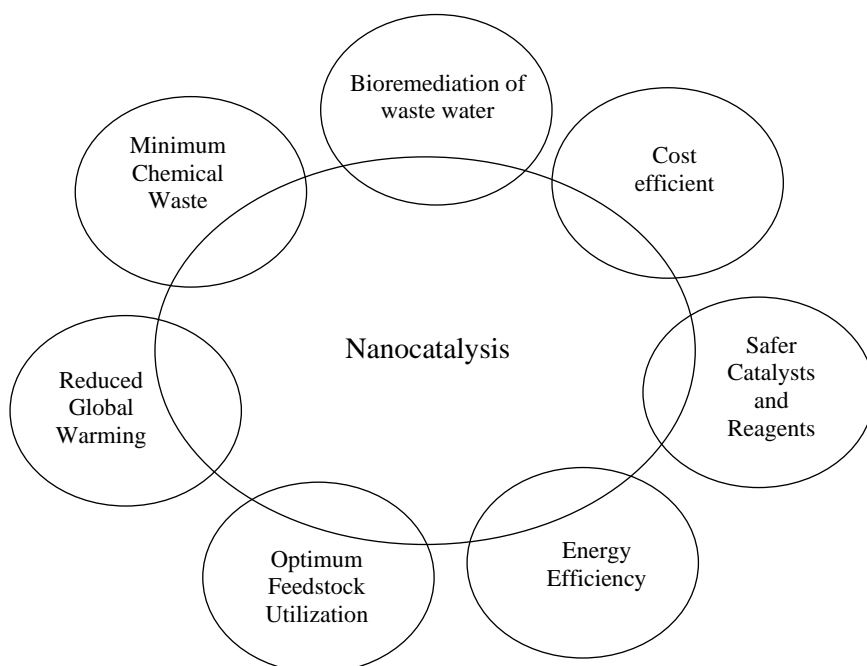 Bioremediation of
waste water
Minimum
Chemical
Waste
Cost
efficient
Nanocatalysis
Safer
Catalysts
and
Reagents
Reduced
Global
Warming
Optimum
Feedstock
Utilization
Energy
Efficiency